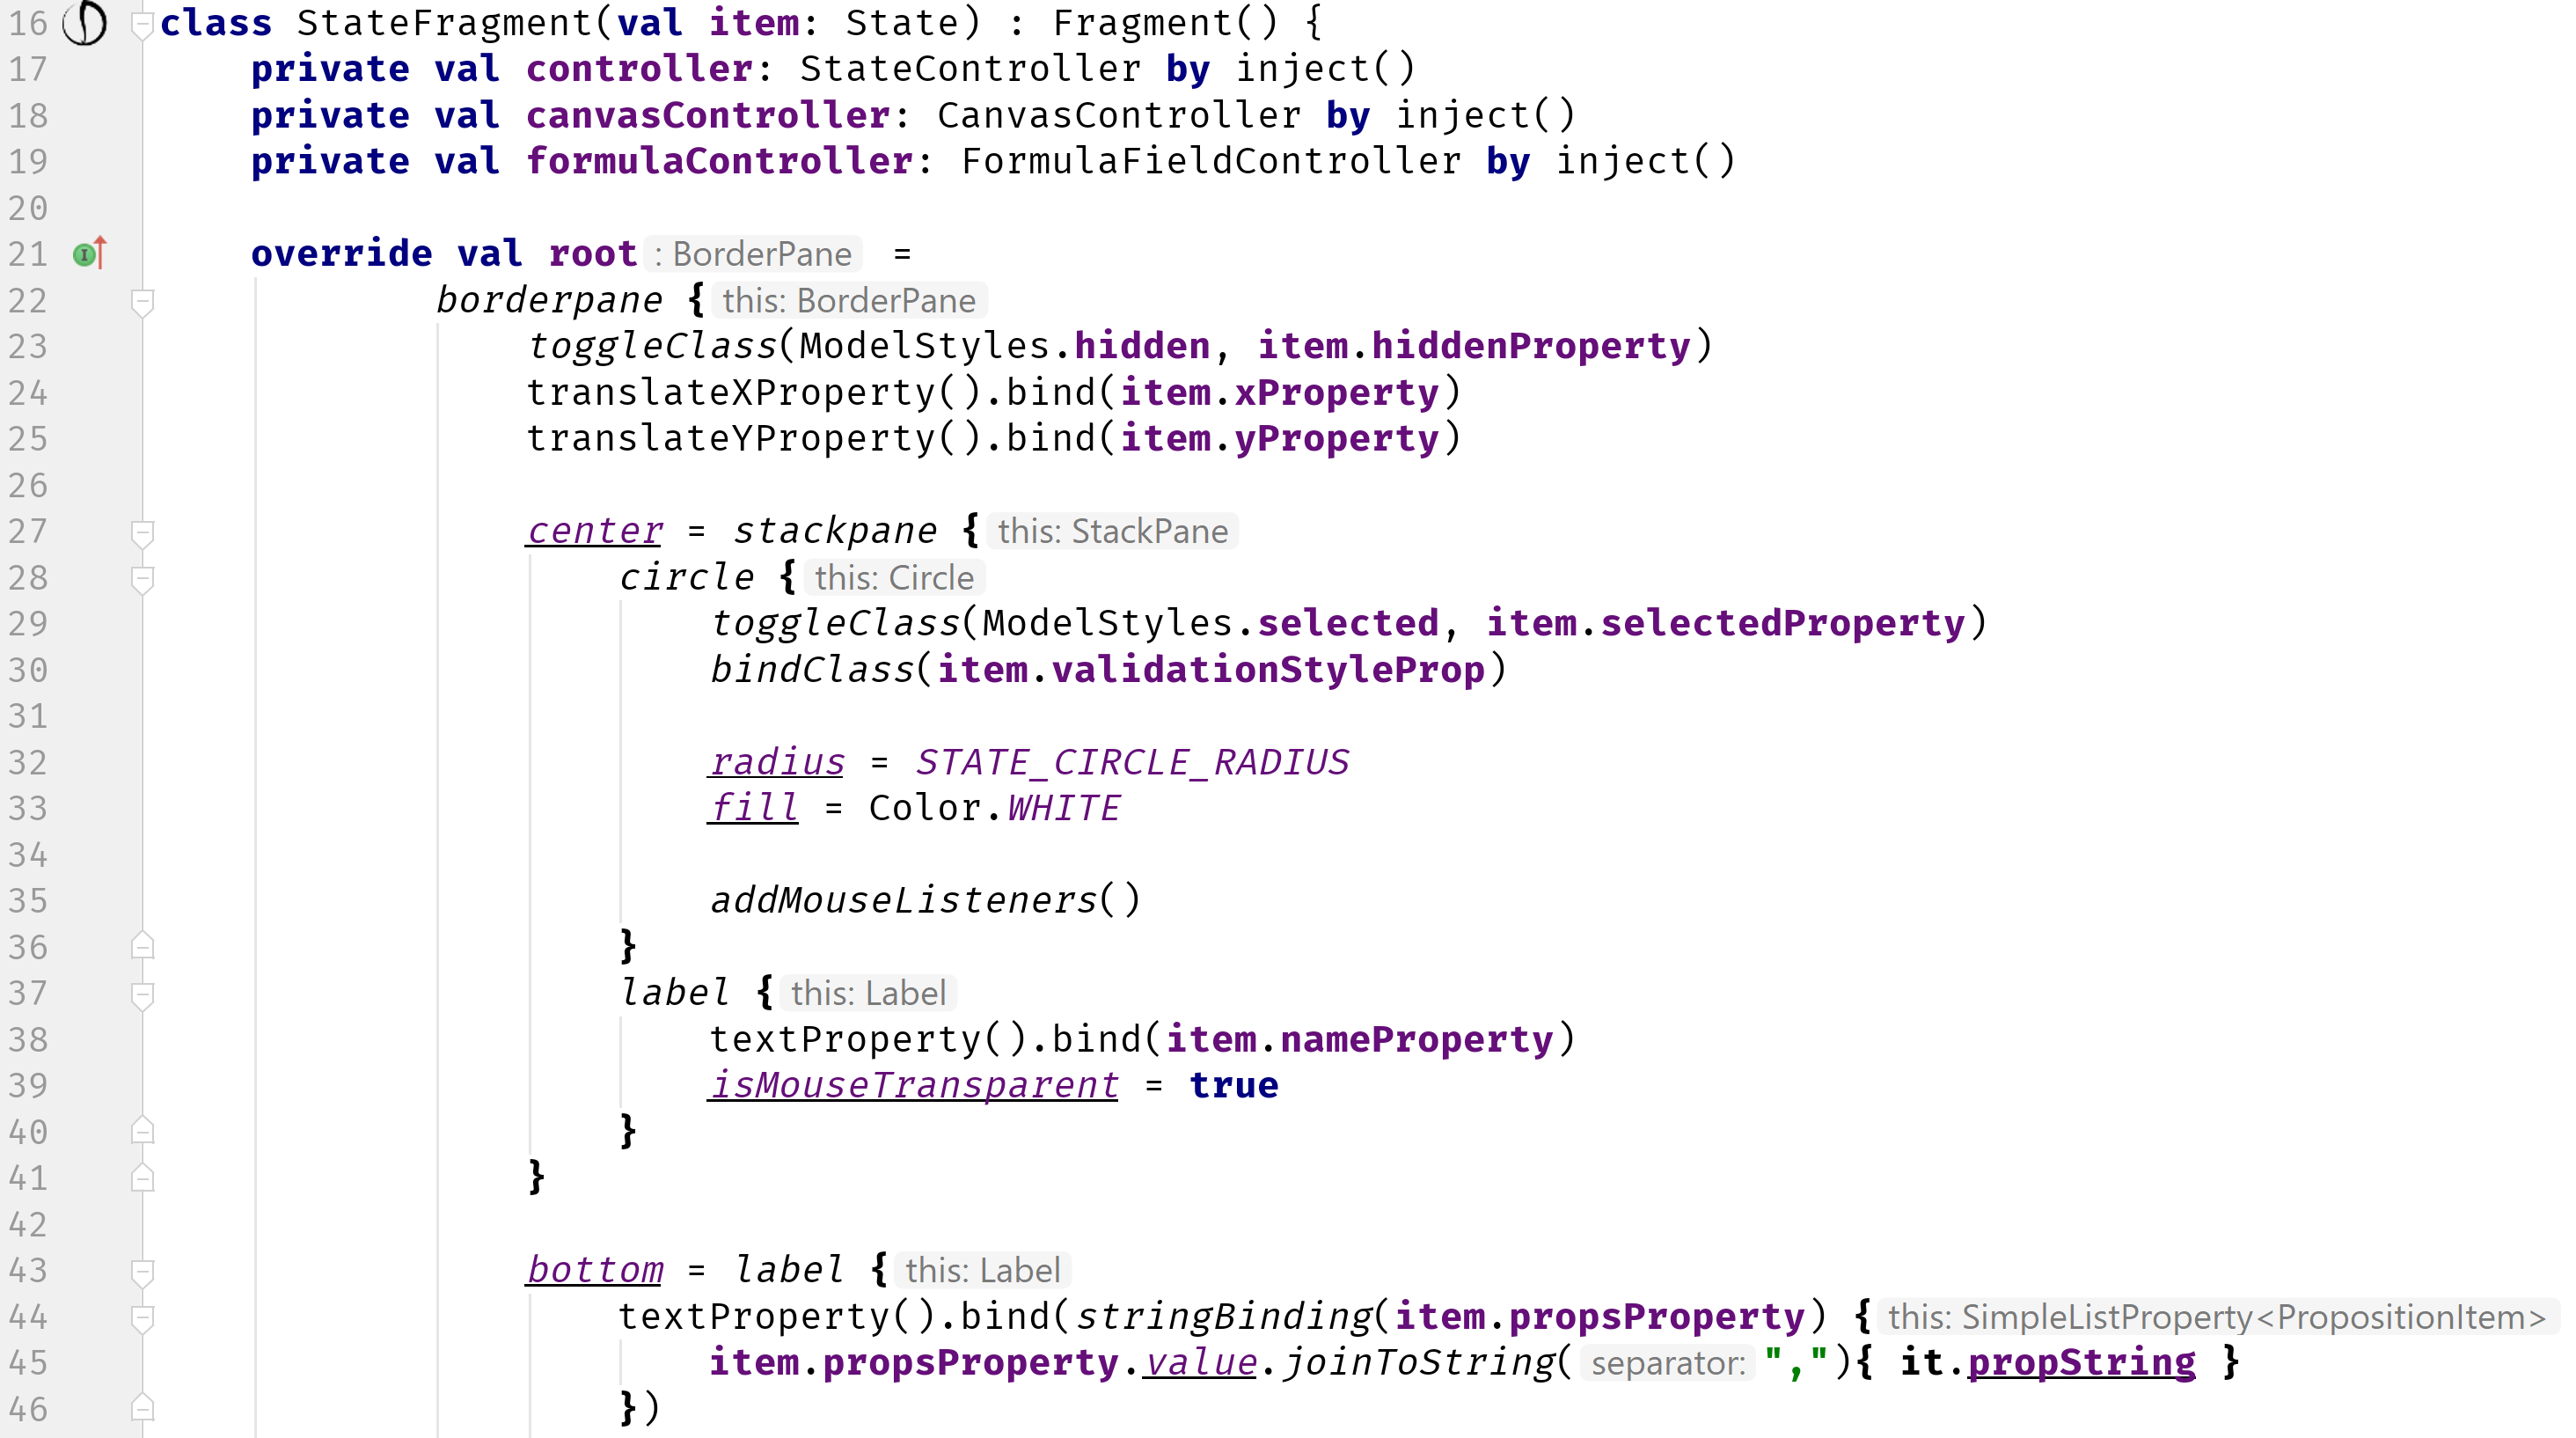 16 class StateFragment(val item: State) : Fragment() {
17 private val controller: StateController by inject()
18 private val canvasController: CanvasController by inject()
19 private val formulaController: FormulaFieldController by inject()
20
21 override val root : BorderPane =
22 borderpane { this: BorderPane
23 toggleClass(ModelStyles.hidden, item.hiddenProperty)
24 translateXProperty().bind(item.xProperty)
25 translateYProperty().bind(item.yProperty)
26
27 center = stackpane { this: StackPane
28 circle { this: Circle
29 toggleClass(ModelStyles.selected, item.selectedProperty)
30 bindClass(item.validationStyleProp)
31
32 radius = STATE_CIRCLE_RADIUS
33 fill = Color.WHITE
34
35 addMouseListeners()
36 }
37 label { this: Label
38 textProperty().bind(item.nameProperty)
39 isMouseTransparent = true
40 }
41 }
42
43 bottom = label { this: Label
44 textProperty().bind(stringBinding(item.propsProperty) { this: SimpleListProperty<PropositionItem>
45 item.propsProperty.value.joinToString( separator: ","){ it.propString }
46 })